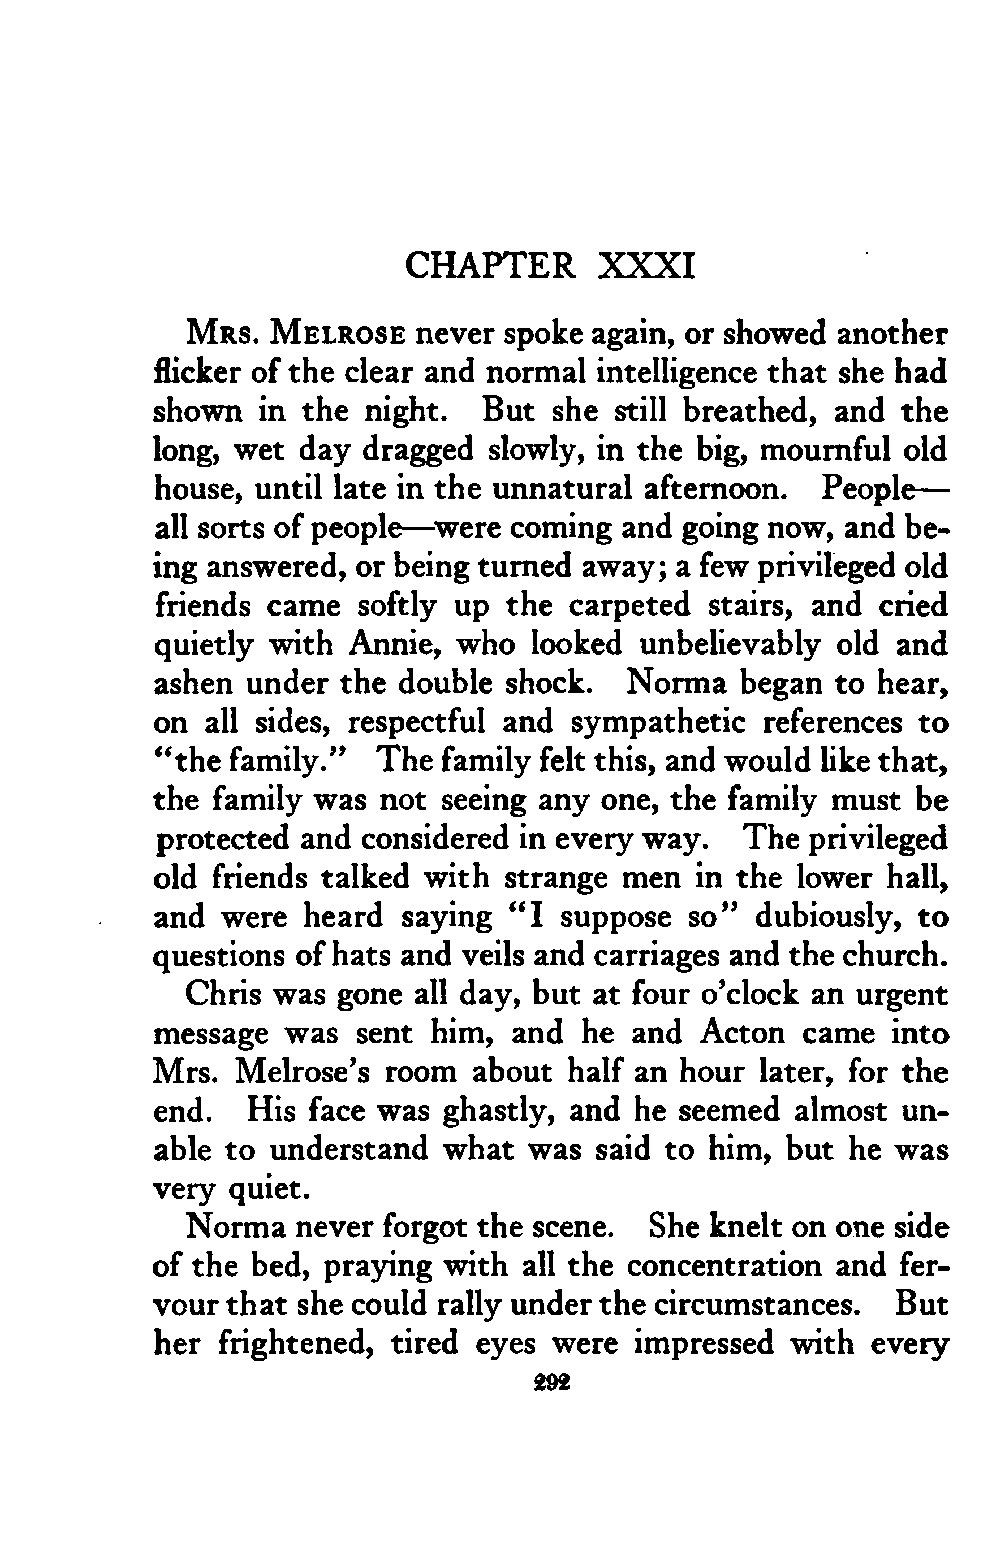 CHAPTER XXXI
MRS. MELROSE never spoke again, or showed another
flicker of the clear and normal intelligence that she had
shown in the night. But she still breathed, and the
long, wet day dragged slowly, in the big, mournful old
house, until late in the unnatural afternoon. People—
all sorts of people—were coming and going now, and be-
ing answered, or being turned away; a few privileged old
friends came softly up the carpeted stairs, and cried
quietly with Annie, who looked unbelievably old and
ashen under the double shock. Norma began to hear,
on all sides, respectful and sympathetic references to
“the family.” The family felt this, and would like that,
the family was not seeing any one, the family must be
protected and considered in every way. The privileged
old friends talked with strange men in the lower hall,
and were heard saying “I suppose so” dubiously, to
questions of hats and veils and carriages and the church.
Chris was gone all day, but at four o’clock an urgent
message was sent him, and he and Acton came into
Mrs. Melrose’s room about half an hour later, for the
end. His face was ghastly, and he seemed almost un-
able to understand what was said to him, but he was
very quiet.
Norma never forgot the scene. She knelt on one side
of the bed, praying with all the concentration and fer-
vour that she could rally under the circumstances. But
her frightened, tired eyes were impressed with every
292